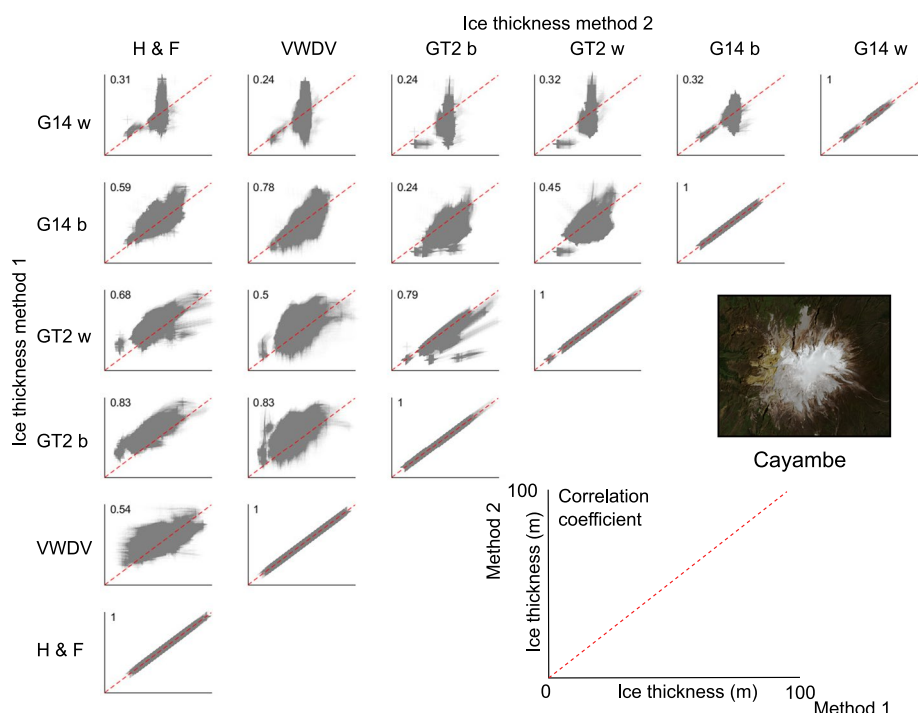 Ice thickness method 2
H & F VWDV GT2 b GT2 w G14 b G14 w
Ice thickness method 1
G14 w 0.31 0.24 0.24 0.32 0.32 1
G14 b 0.59 0.78 0.24 0.45 1
GT2 w 0.68 0.5 0.79 1
GT2 b 0.83 0.83 1
VWDV 0.54 1
H & F 1
Cayambe
100
Correlation
coefficient
Method 2
Ice thickness (m)
0 Ice thickness (m) 100
Method 1